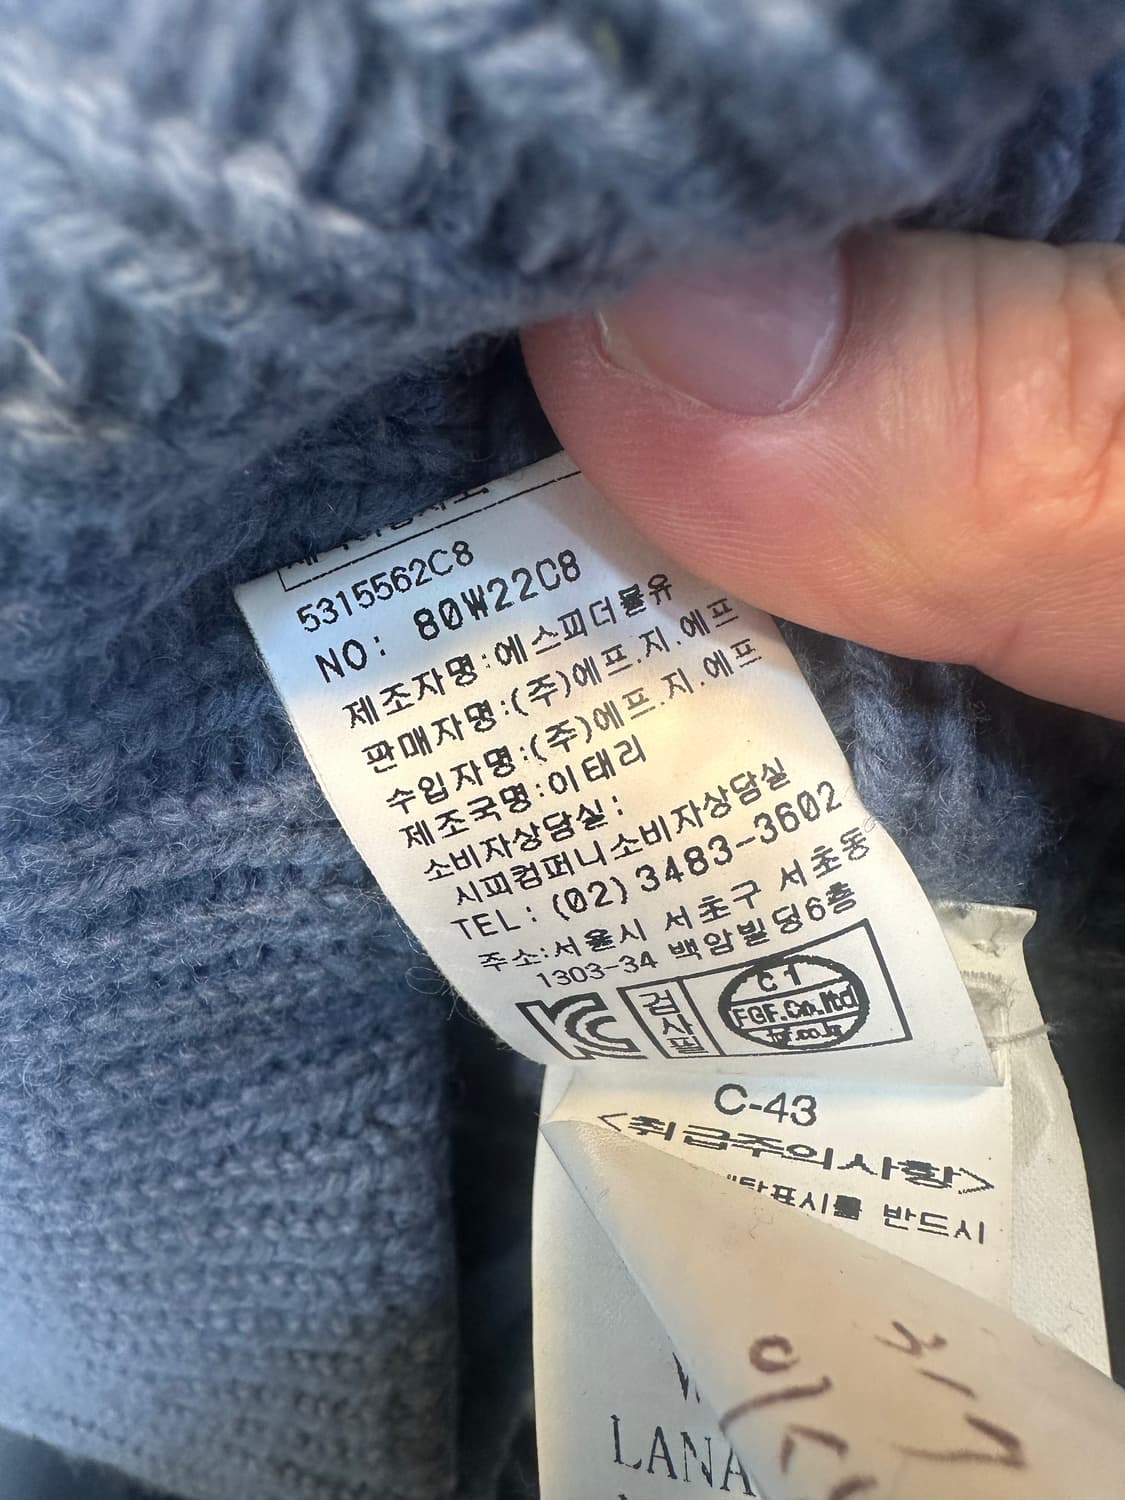 5315562C8
NO: 80W22C8
제조자명:에스피더블유
판매자명:(주)에프.지.에프
수입자명:(주)에프.지.에프
제조국명:이태리
소비자상담실:
시피컴퍼니소비자상담실
TEL: (02)3483-3602
주소:서울시 서초구 서초동
1303-34 백암빌딩6층
검사필
C 1
FGF.Co.ltd
C-43
<취급주의사항>
반드시
LANA